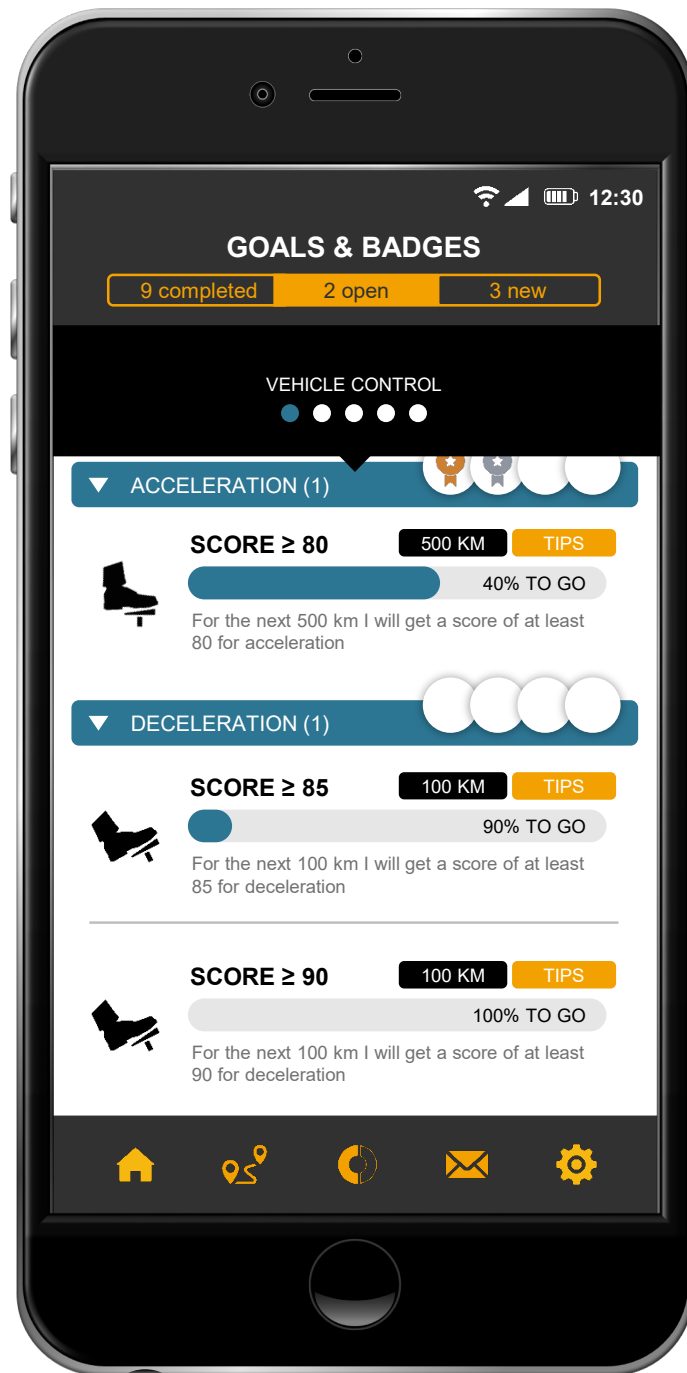 12:30
GOALS & BADGES
9 completed 2 open 3 new
VEHICLE CONTROL
ACCELERATION (1)
SCORE ≥ 80 500 KM TIPS
40% TO GO
For the next 500 km I will get a score of at least
80 for acceleration
DECELERATION (1)
SCORE ≥ 85 100 KM TIPS
90% TO GO
For the next 100 km I will get a score of at least
85 for deceleration
SCORE ≥ 90 100 KM TIPS
100% TO GO
For the next 100 km I will get a score of at least
90 for deceleration